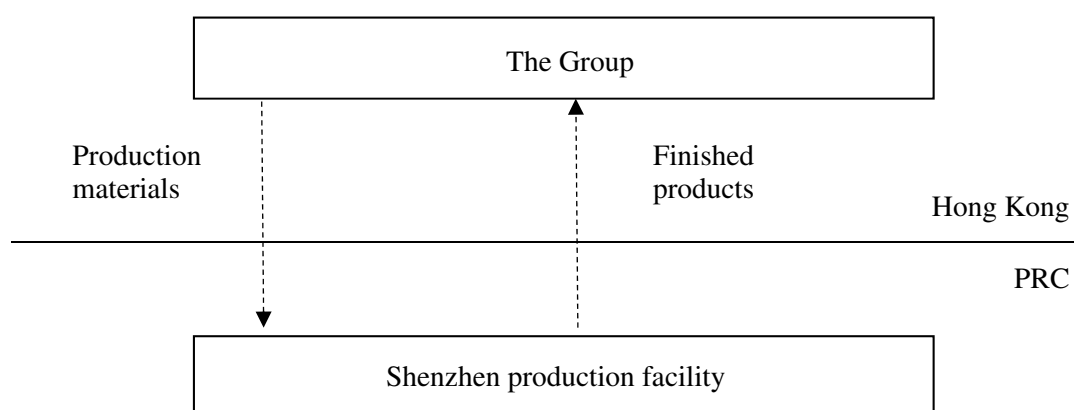 The Group
Production
materials
Finished
products
Hong Kong
PRC
Shenzhen production facility